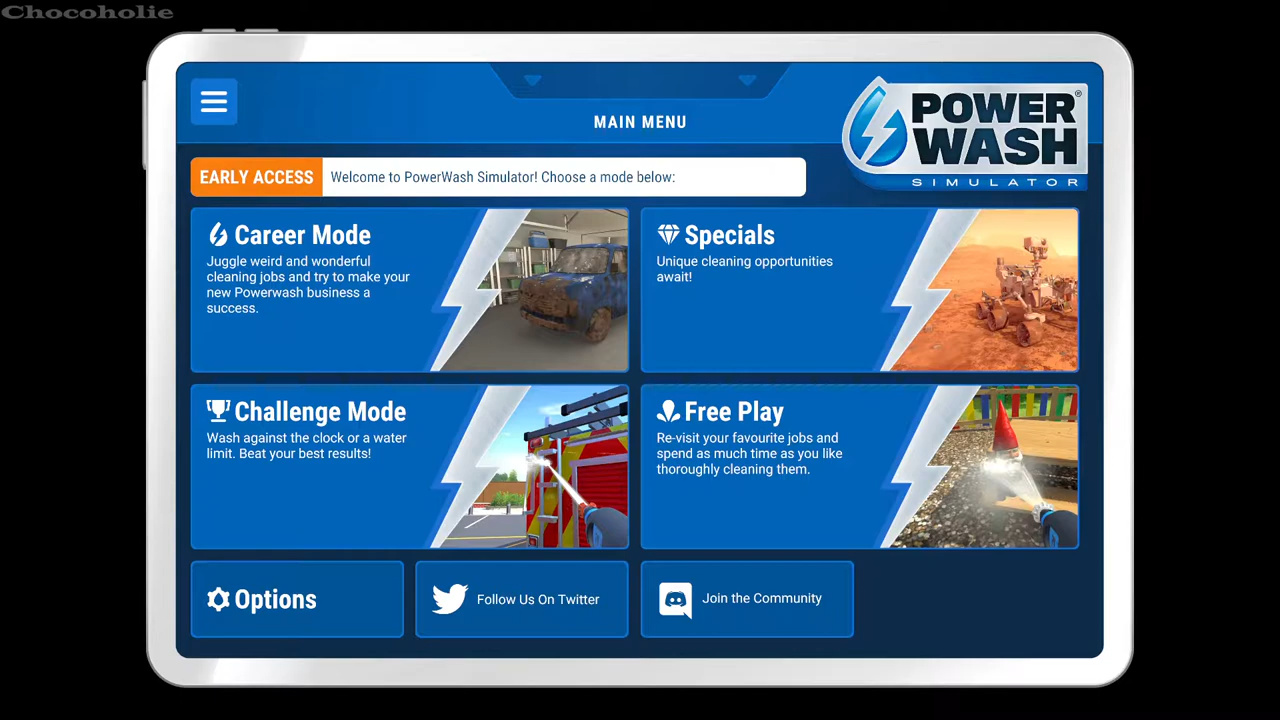 Chocoholie
MAIN MENU
POWER
WASH
SIMULATOR
®
EARLY ACCESS Welcome to PowerWash Simulator! Choose a mode below:
Career Mode
Juggle weird and wonderful
cleaning jobs and try to make your
new Powerwash business a
success.
Specials
Unique cleaning opportunities
await!
Challenge Mode
Wash against the clock or a water
limit. Beat your best results!
Free Play
Re-visit your favourite jobs and
spend as much time as you like
thoroughly cleaning them.
Options
Follow Us On Twitter
Join the Community